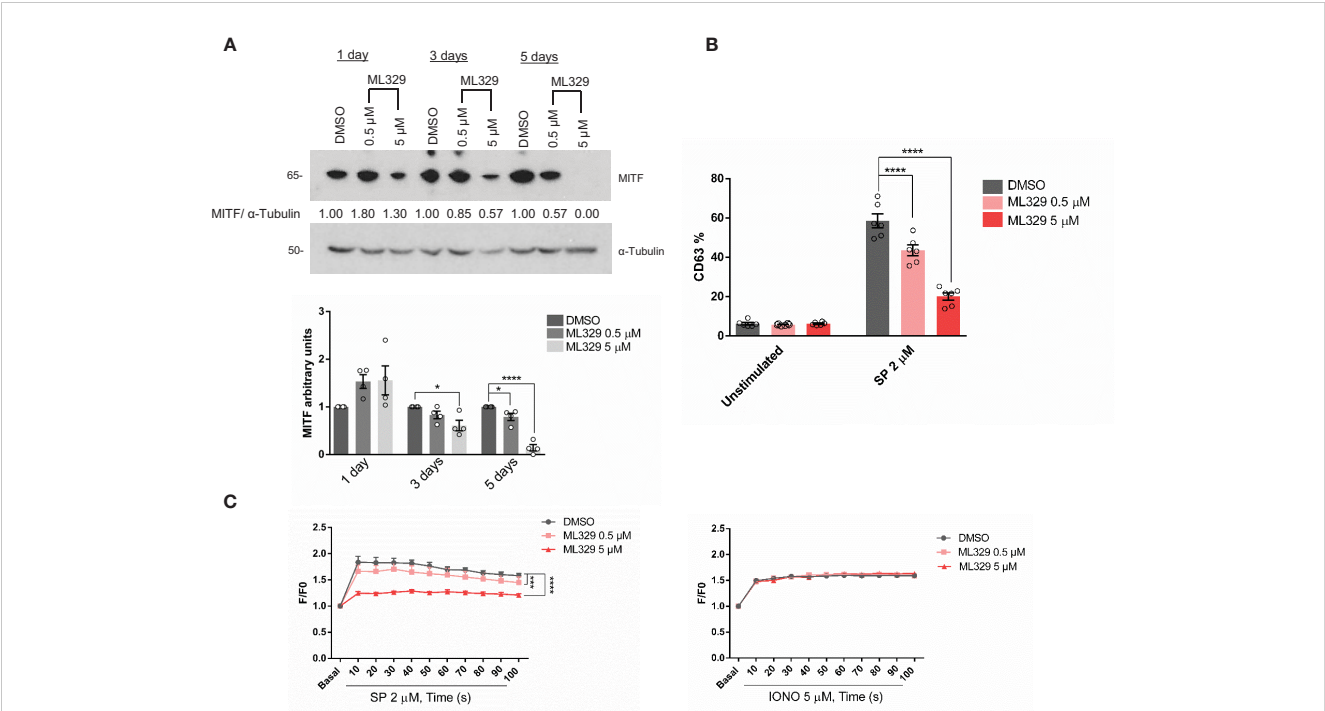 A
1 day 3 days 5 days
ML329 ML329 ML329
DMSO 0.5 µM 5 µM DMSO 0.5 µM 5 µM DMSO 0.5 µM 5 µM
65- MITF
MITF/ α-Tubulin 1.00 1.80 1.30 1.00 0.85 0.57 1.00 0.57 0.00
50- α-Tubulin
MITF arbitrary units
3
2
1
0
DMSO
ML329 0.5 µM
ML329 5 µM
* * ****
1 day 3 days 5 days
B
CD63 %
80
60
40
20
0
****
****
DMSO
ML329 0.5 µM
ML329 5 µM
Unstimulated SP 2 µM
C
F/F0
2.5
2.0
1.5
1.0
0.5
0.0
DMSO
ML329 0.5 µM
ML329 5 µM
*** ****
Basal 10 20 30 40 50 60 70 80 90 100
SP 2 µM, Time (s)
F/F0
2.5
2.0
1.5
1.0
0.5
0.0
DMSO
ML329 0.5 µM
ML329 5 µM
Basal 10 20 30 40 50 60 70 80 90 100
IONO 5 µM, Time (s)